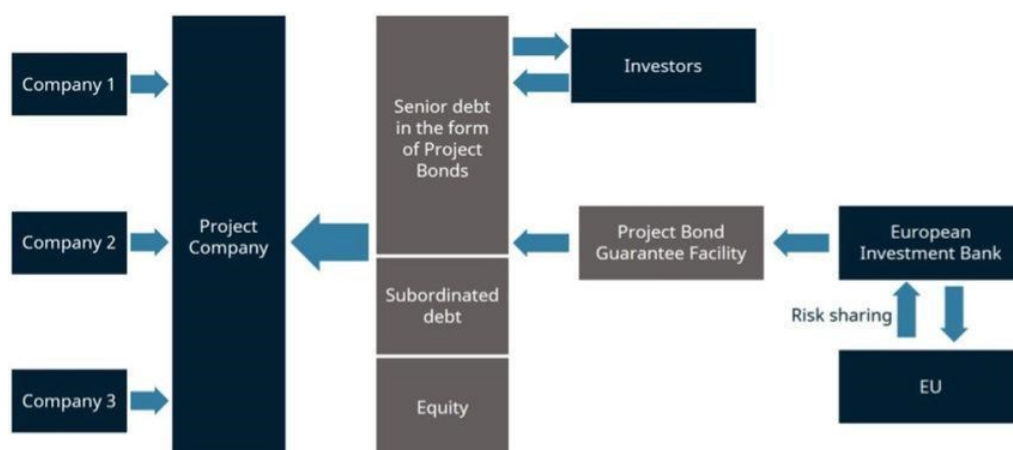 Company 1
Company 2
Company 3
Project
Company
Senior debt
in the form
of Project
Bonds
Subordinated
debt
Equity
Investors
Project Bond
Guarantee Facility
European
Investment Bank
Risk sharing
EU